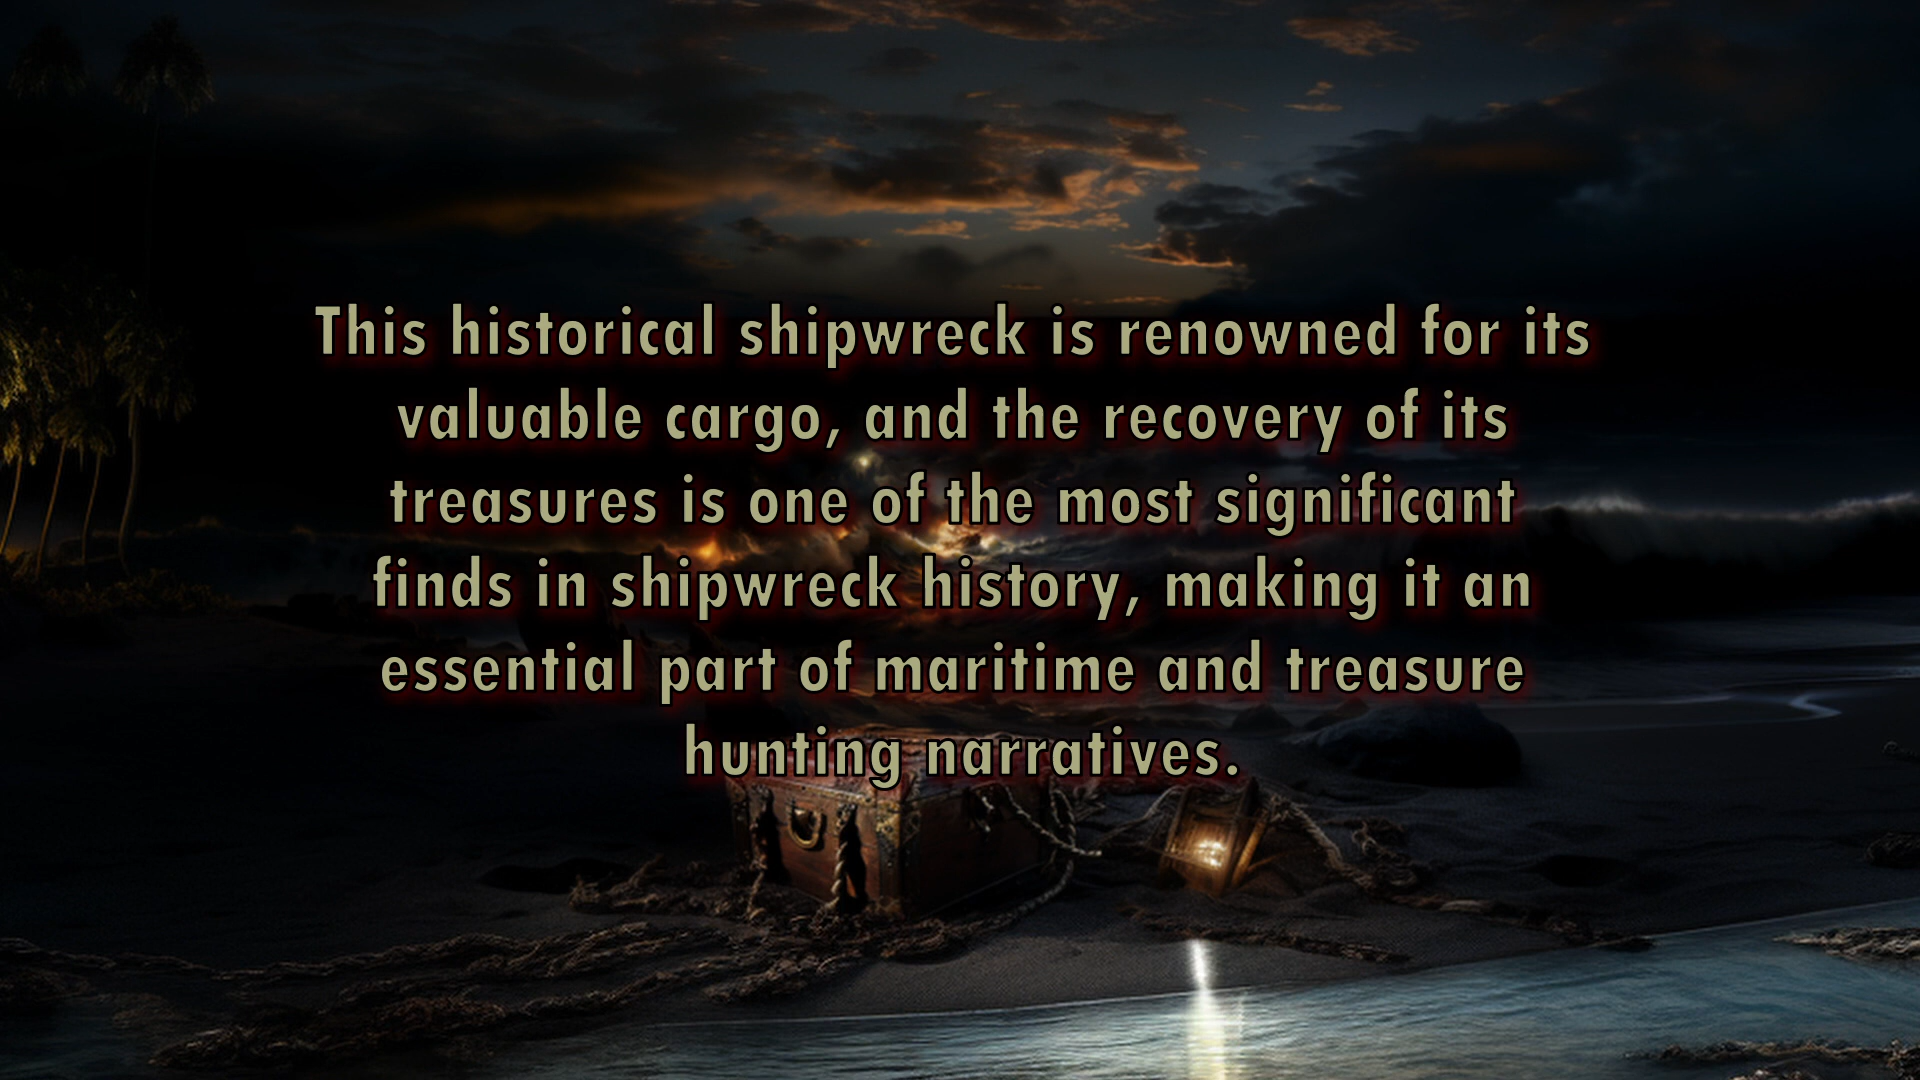 This historical shipwreck is renowned for its
valuable cargo, and the recovery of its
treasures is one of the most significant
finds in shipwreck history, making it an
essential part of maritime and treasure
hunting narratives.